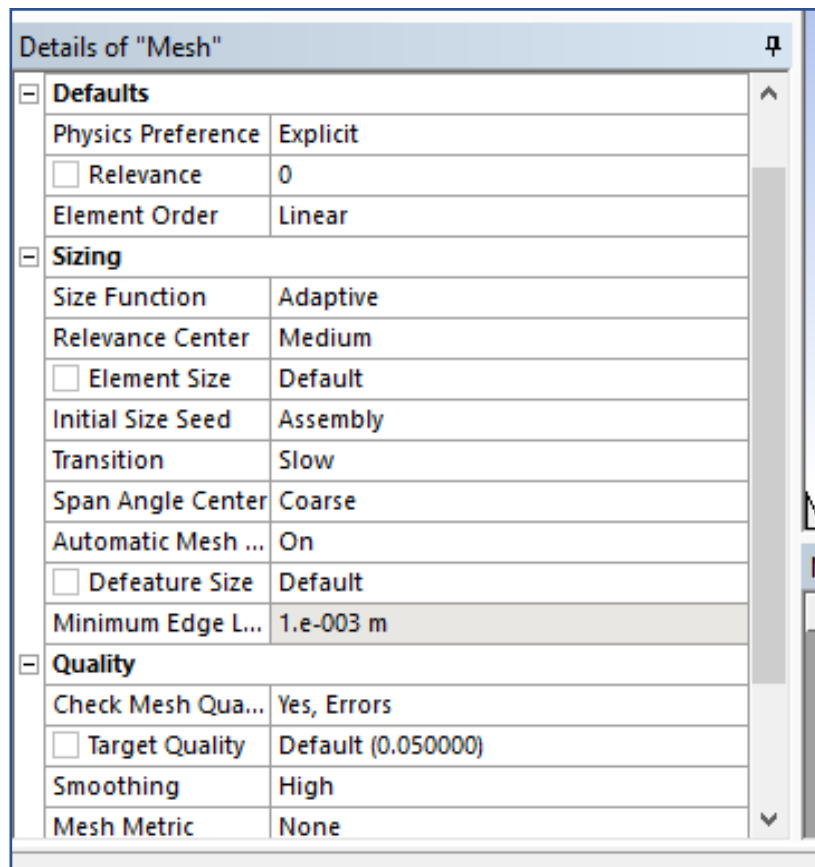 Details of "Mesh"
Defaults
Physics Preference Explicit
Relevance 0
Element Order Linear
Sizing
Size Function Adaptive
Relevance Center Medium
Element Size Default
Initial Size Seed Assembly
Transition Slow
Span Angle Center Coarse
Automatic Mesh ... On
Defeature Size Default
Minimum Edge L... 1.e-003 m
Quality
Check Mesh Qua... Yes, Errors
Target Quality Default (0.050000)
Smoothing High
Mesh Metric None